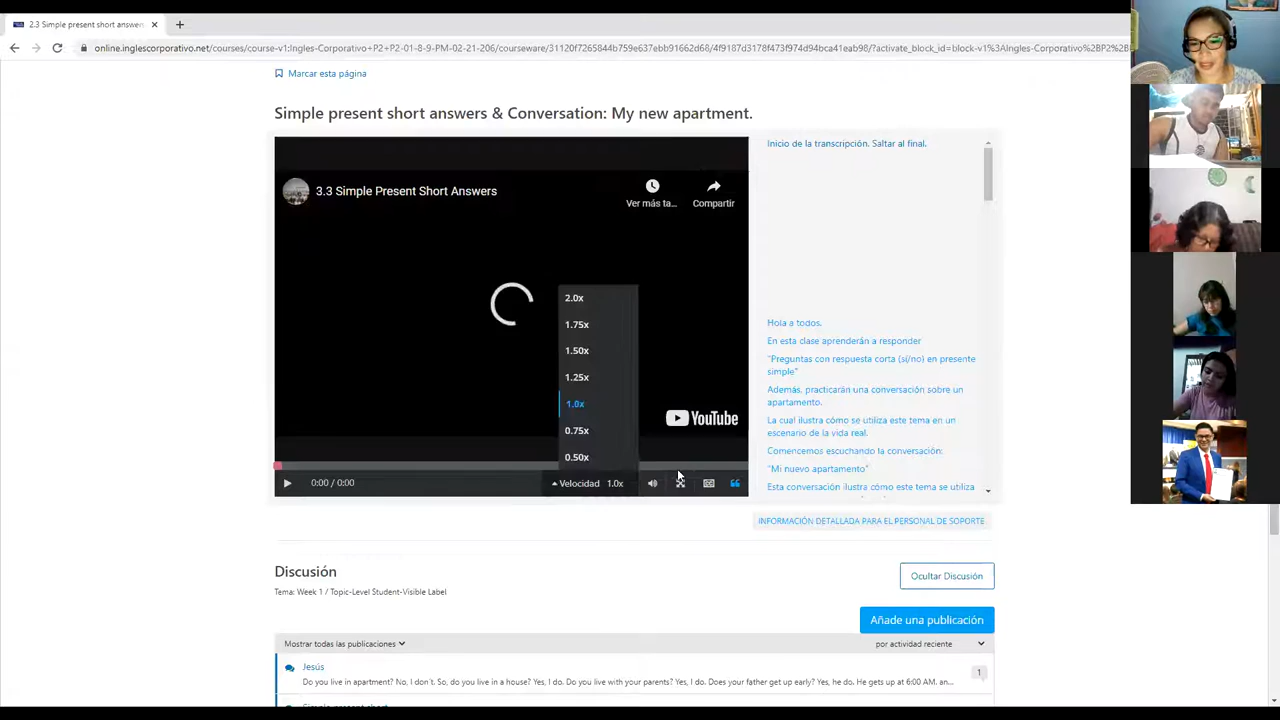 2.3 Simple present short answers
online.inglescorporativo.net/courses/course-v1:Ingles-Corporativo+P2+P2-01-8-9-PM-02-21-206/courseware/31120f7265844b759e637ebb91662d68/4f9187d3178f473f974d94bca41eab98/?activate_block_id=block-v1%3AIngles-Corporativo%2BP2%2B
Marcar esta página
Simple present short answers & Conversation: My new apartment.
3.3 Simple Present Short Answers
Ver más ta...
Compartir
2.0x
1.75x
1.50x
1.25x
1.0x
0.75x
0.50x
YouTube
0:00 / 0:00
Velocidad 1.0x
Inicio de la transcripción. Saltar al final.
Hola a todos.
En esta clase aprenderán a responder
"Preguntas con respuesta corta (sí/no) en presente
simple"
Además, practicarán una conversación sobre un
apartamento.
La cual ilustra cómo se utiliza este tema en un
escenario de la vida real.
Comencemos escuchando la conversación:
"Mi nuevo apartamento"
Esta conversación ilustra cómo este tema se utiliza
INFORMACIÓN DETALLADA PARA EL PERSONAL DE SOPORTE
Discusión
Ocultar Discusión
Tema: Week 1 / Topic-Level Student-Visible Label
Añade una publicación
Mostrar todas las publicaciones
por actividad reciente
Jesús
1
Do you live in apartment? No, I don't. So, do you live in a house? Yes, I do. Do you live with your parents? Yes, I do. Does your father get up early? Yes, he do. He gets up at 6:00 AM. an...